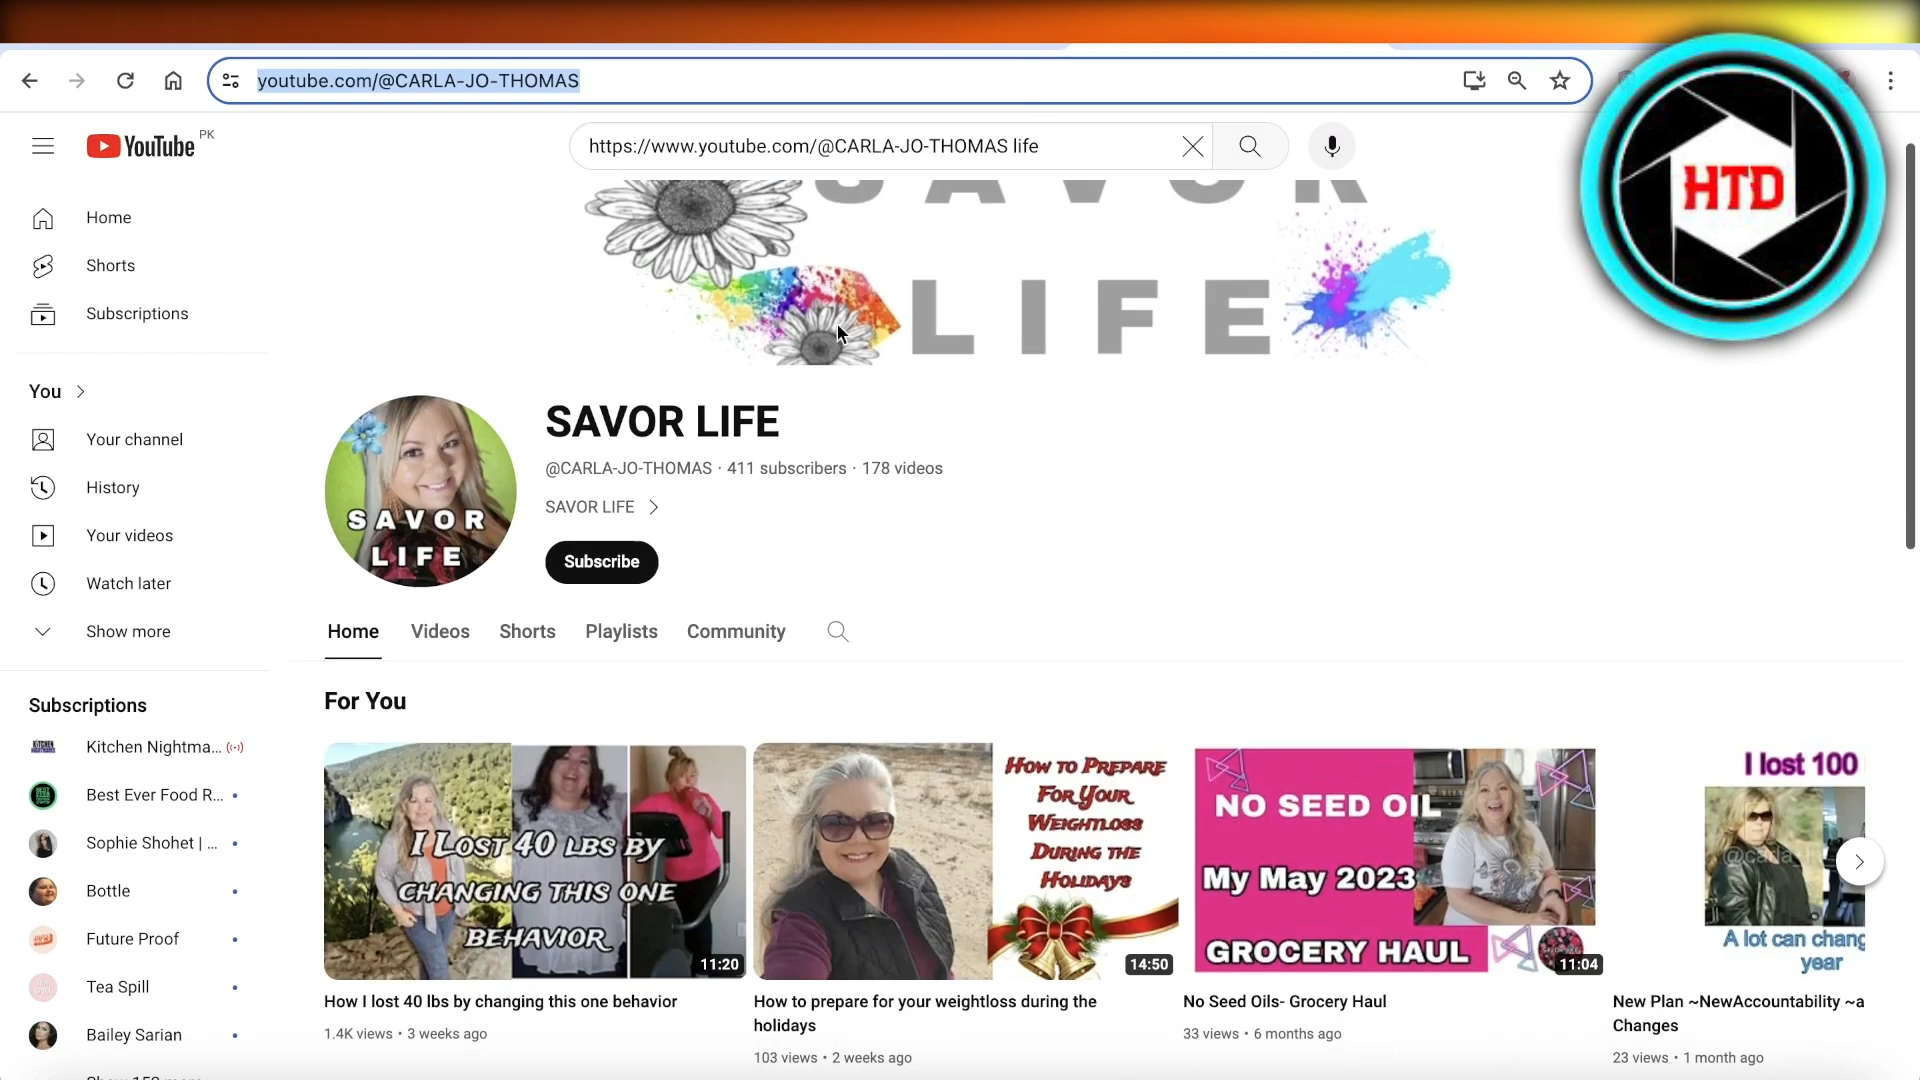 youtube.com/@CARLA-JO-THOMAS
YouTube PK
https://www.youtube.com/@CARLA-JO-THOMAS life
HTD
Home
Shorts
Subscriptions
You
Your channel
History
Your videos
Watch later
Show more
Subscriptions
Kitchen Nightma...
Best Ever Food R...
Sophie Shohet | ...
Bottle
Future Proof
Tea Spill
Bailey Sarian
SAVOR
LIFE
SAVOR
LIFE
SAVOR LIFE
@CARLA-JO-THOMAS · 411 subscribers · 178 videos
SAVOR LIFE
Subscribe
Home Videos Shorts Playlists Community
For You
I LOST 40 LBS BY
CHANGING THIS ONE
BEHAVIOR
11:20
How I lost 40 lbs by changing this one behavior
1.4K views • 3 weeks ago
HOW TO PREPARE
FOR YOUR
WEIGHTLOSS
DURING THE
HOLIDAYS
14:50
How to prepare for your weightloss during the
holidays
103 views • 2 weeks ago
NO SEED OIL
My May 2023
GROCERY HAUL
11:04
No Seed Oils- Grocery Haul
33 views • 6 months ago
I lost 100
A lot can chang
year
New Plan ~NewAccountability ~a
Changes
23 views • 1 month ago